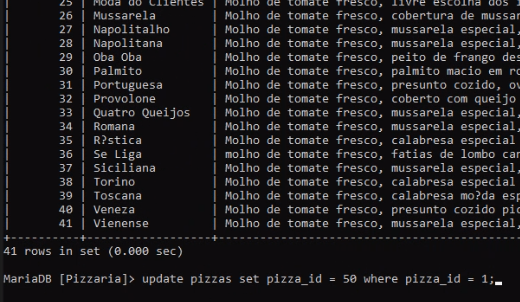 | 25 | Moda do Clientes | Molho de tomate fresco, livre escolha dos
| 26 | Mussarela | Molho de tomate fresco, cobertura de mussar
| 27 | Napolitalho | Molho de tomate fresco, mussarela especial,
| 28 | Napolitana | Molho de tomate fresco, mussarela especial,
| 29 | Oba Oba | Molho de tomate fresco, peito de frango des
| 30 | Palmito | Molho de tomate fresco, palmito macio em ro
| 31 | Portuguesa | Molho de tomate fresco, presunto cozido, ov
| 32 | Provolone | Molho de tomate fresco, coberto com queijo
| 33 | Quatro Queijos | Molho de tomate fresco, mussarela especial,
| 34 | Romana | Molho de tomate fresco, mussarela especial,
| 35 | R?stica | Molho de tomate fresco, calabresa especial
| 36 | Se Liga | molho de tomate fresco, fatias de lombo can
| 37 | Siciliana | Molho de tomate fresco, mussarela especial,
| 38 | Torino | Molho de tomate fresco, calabresa especial
| 39 | Toscana | Molho de tomate fresco, calabresa mo?da esp
| 40 | Veneza | Molho de tomate fresco, presunto cozido pic
| 41 | Vienense | Molho de tomate fresco, mussarela especial,
41 rows in set (0.000 sec)
MariaDB [Pizzaria]> update pizzas set pizza_id = 50 where pizza_id = 1;